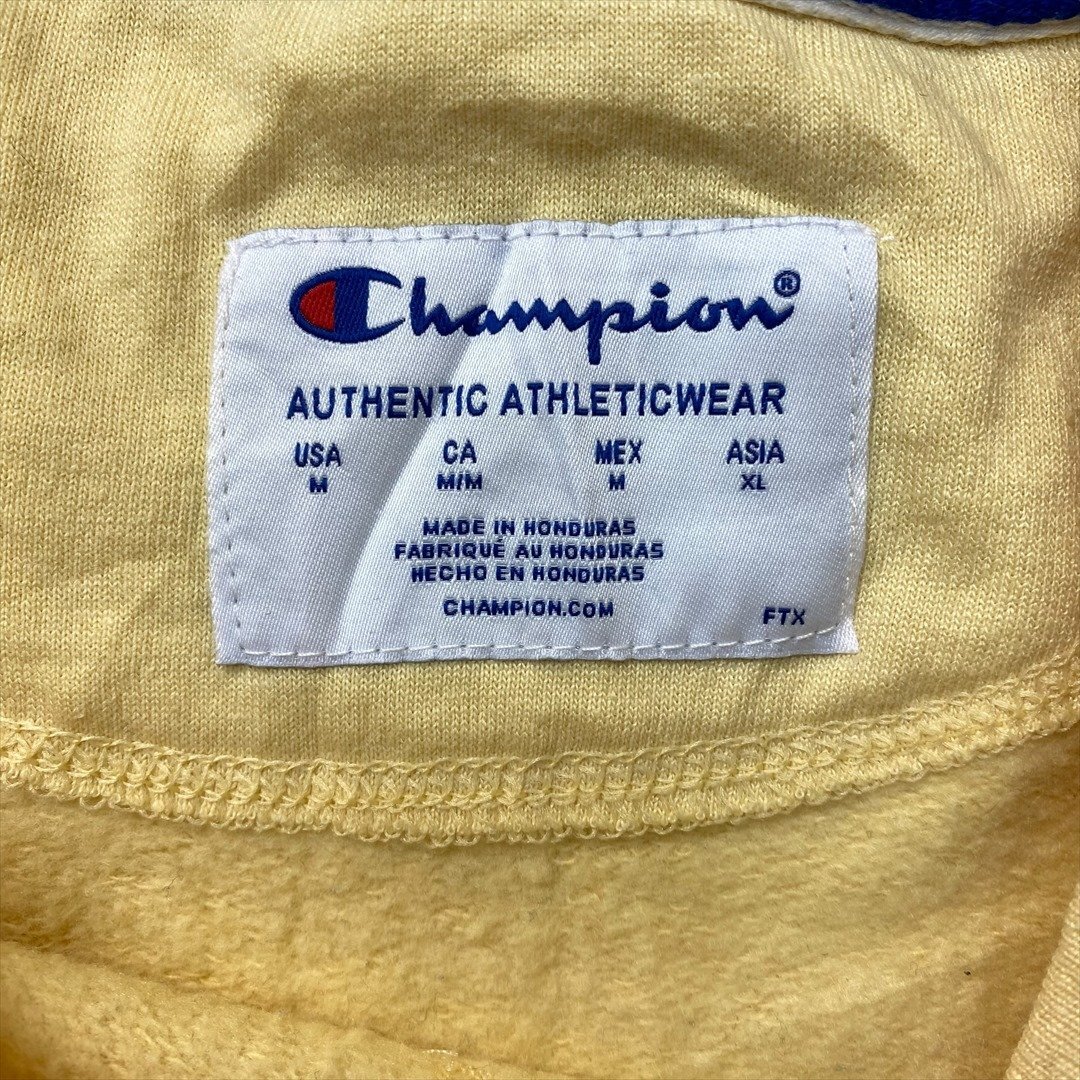 Champion®
AUTHENTIC ATHLETICWEAR
USA CA MEX ASIA
M M/M M XL
MADE IN HONDURAS
FABRIQUÉ AU HONDURAS
HECHO EN HONDURAS
CHAMPION.COM
FTX